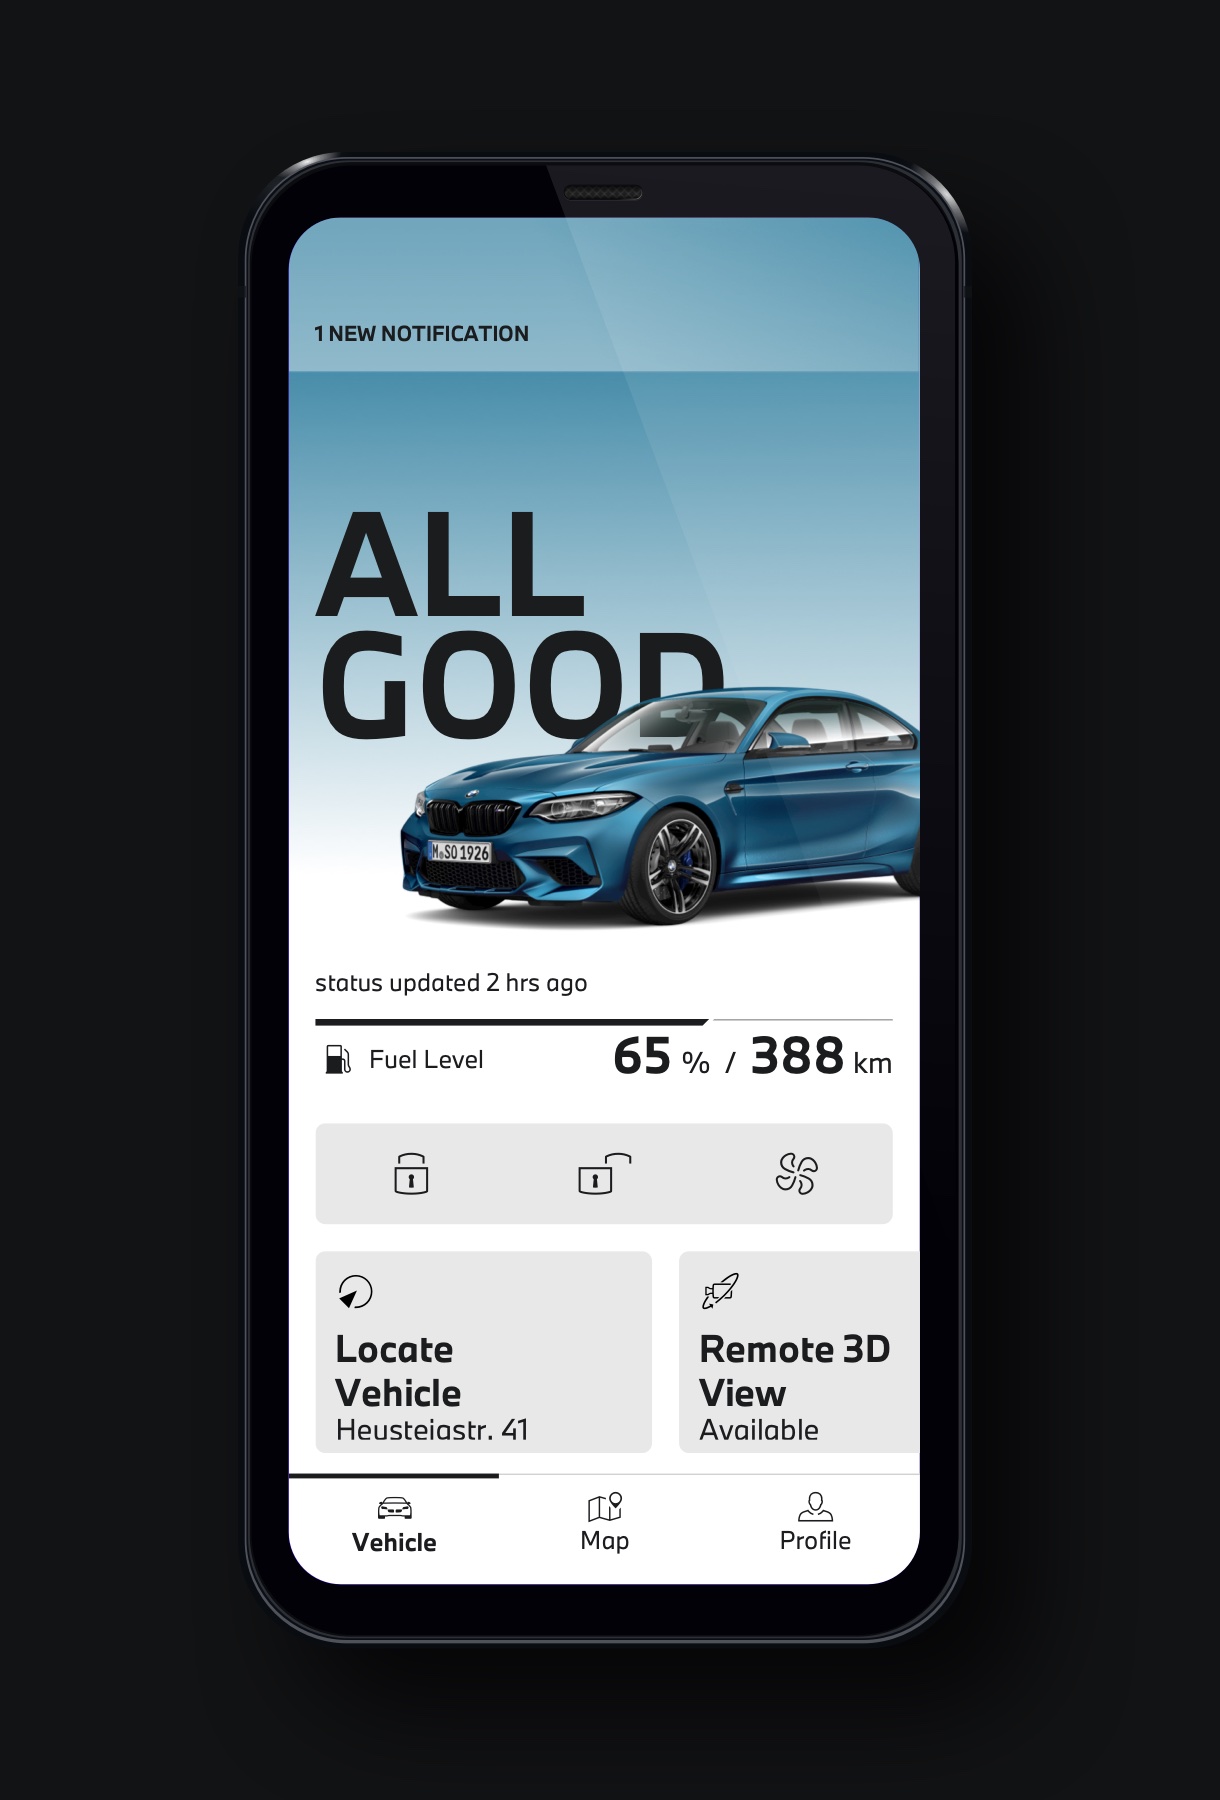 1 NEW NOTIFICATION
ALL
GOOD
M SO 1926
status updated 2 hrs ago
Fuel Level 65 % / 388 km
Locate
Vehicle
Heusteigstr. 41
Remote 3D
View
Available
Vehicle Map Profile